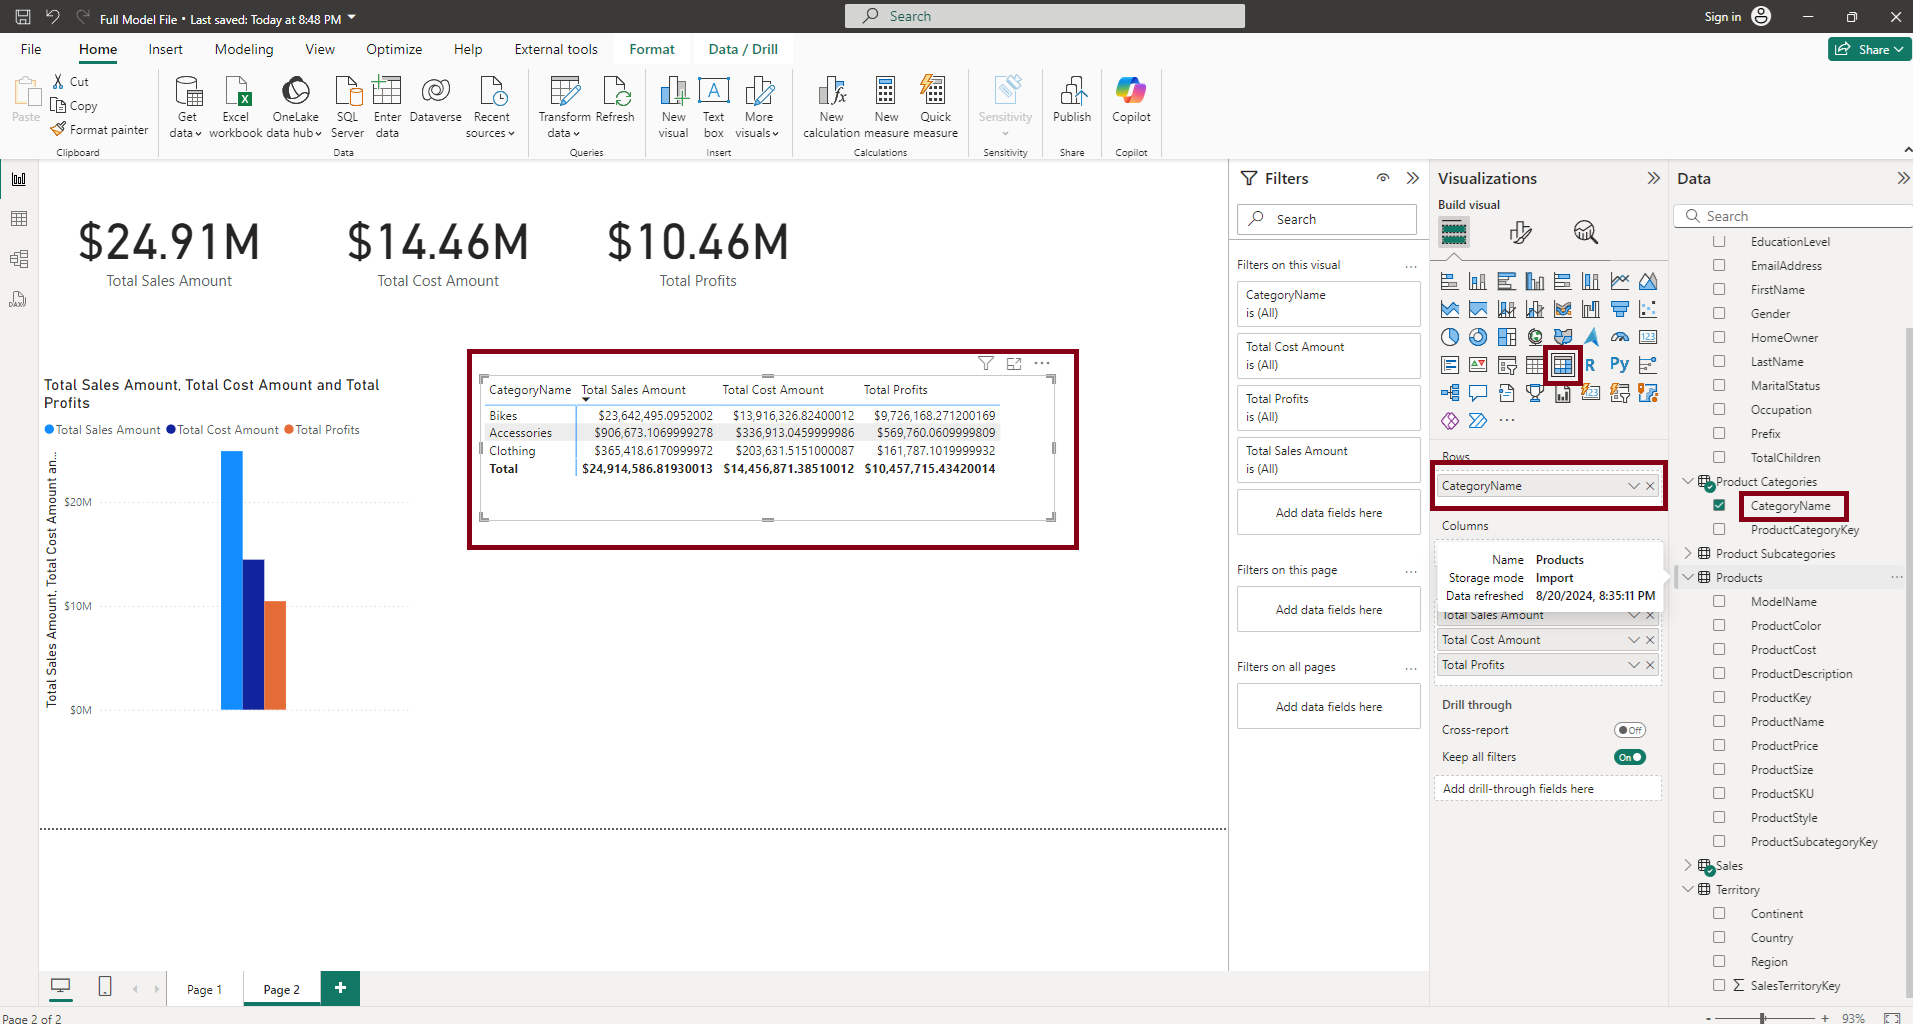 Full Model File • Last saved: Today at 8:48 PM
Search
Sign in
File
Home
Insert
Modeling
View
Optimize
Help
External tools
Format
Data / Drill
Share
Paste
Cut
Copy
Format painter
Clipboard
Get data
Excel workbook
OneLake data hub
SQL Server
Enter data
Dataverse
Recent sources
Data
Transform data
Refresh
Queries
New visual
Text box
More visuals
Insert
New calculation
New measure
Quick measure
Calculations
Sensitivity
Sensitivity
Publish
Share
Copilot
Copilot
$24.91M
Total Sales Amount
$14.46M
Total Cost Amount
$10.46M
Total Profits
Total Sales Amount, Total Cost Amount and Total
Profits
Total Sales Amount Total Cost Amount Total Profits
Total Sales Amount, Total Cost Amount an...
$20M
$10M
$0M
CategoryName Total Sales Amount Total Cost Amount Total Profits
Bikes $23,642,495.0952002 $13,916,326.82400012 $9,726,168.271200169
Accessories $906,673.1069999278 $336,913.0459999986 $569,760.0609999809
Clothing $365,418.6170999972 $203,631.5151000087 $161,787.1019999932
Total $24,914,586.81930013 $14,456,871.38510012 $10,457,715.43420014
Filters
Search
Filters on this visual
CategoryName
is (All)
Total Cost Amount
is (All)
Total Profits
is (All)
Total Sales Amount
is (All)
Add data fields here
Filters on this page
Add data fields here
Filters on all pages
Add data fields here
Visualizations
Build visual
123
R
Py
Rows
CategoryName
Columns
Name Products
Storage mode Import
Data refreshed 8/20/2024, 8:35:11 PM
Total Sales Amount
Total Cost Amount
Total Profits
Drill through
Cross-report
Off
Keep all filters
On
Add drill-through fields here
Data
Search
EducationLevel
EmailAddress
FirstName
Gender
HomeOwner
LastName
MaritalStatus
Occupation
Prefix
TotalChildren
Product Categories
CategoryName
ProductCategoryKey
Product Subcategories
Products
ModelName
ProductColor
ProductCost
ProductDescription
ProductKey
ProductName
ProductPrice
ProductSize
ProductSKU
ProductStyle
ProductSubcategoryKey
Sales
Territory
Continent
Country
Region
Σ SalesTerritoryKey
Page 1
Page 2
Page 2 of 2
93%